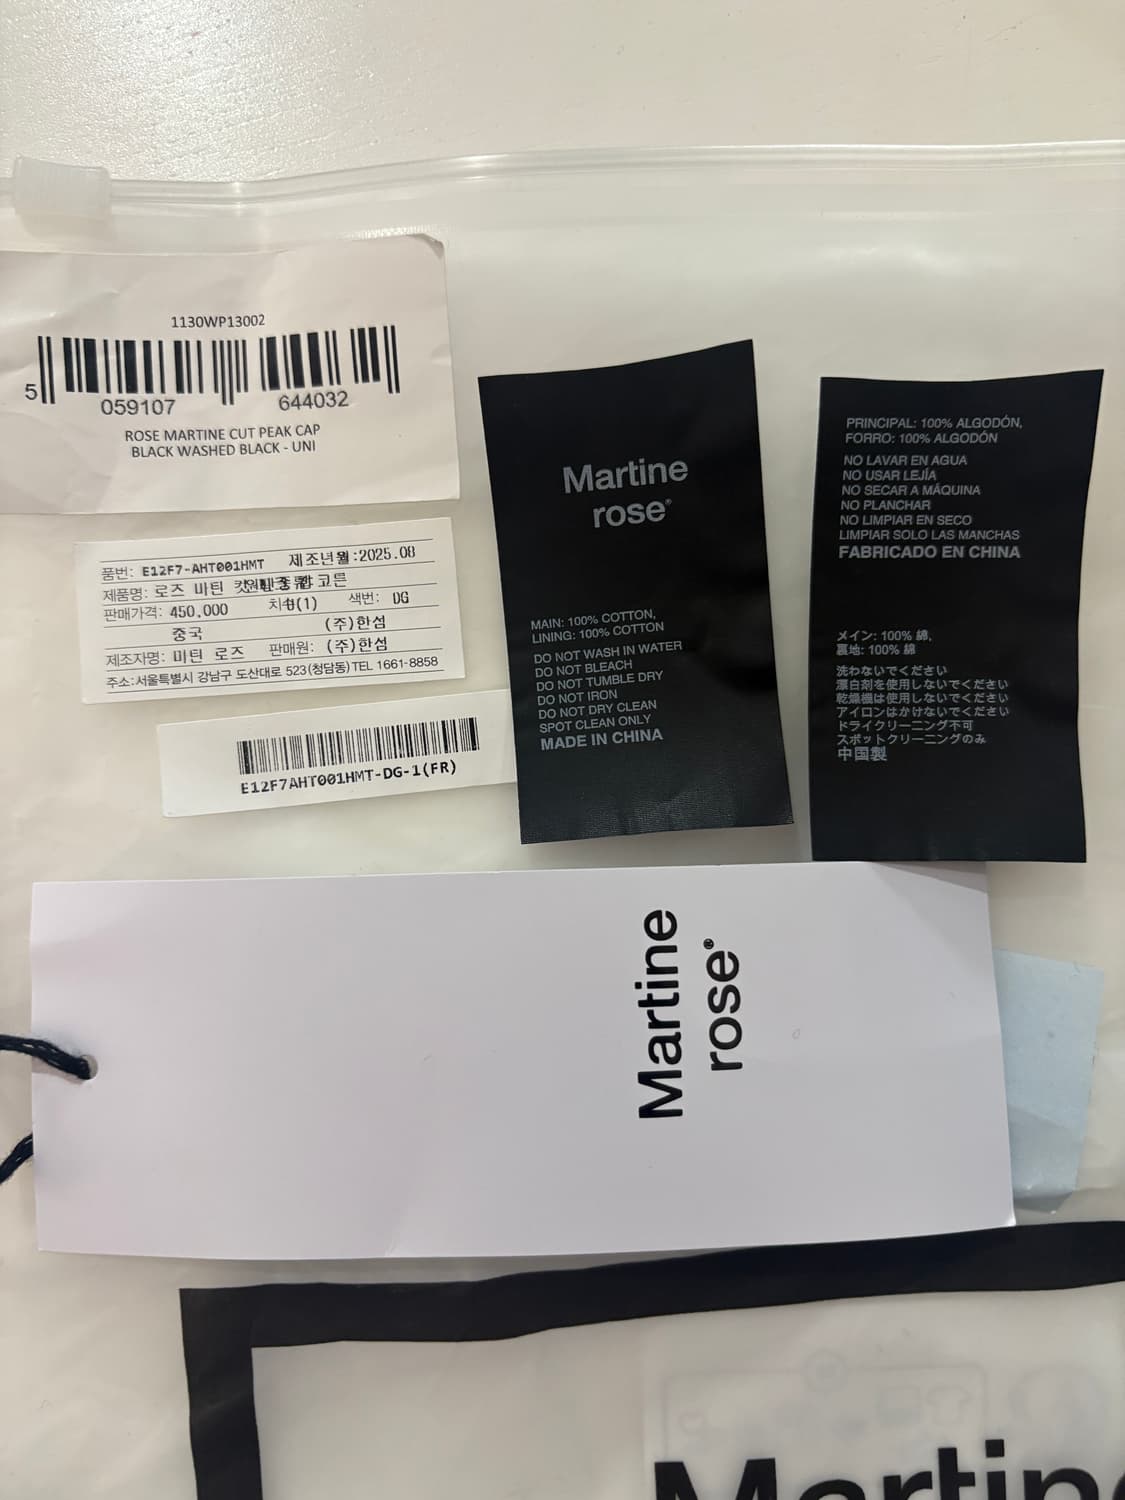 1130WP13002
5 059107 644032
ROSE MARTINE CUT PEAK CAP
BLACK WASHED BLACK - UNI
품번: E12F7-AHT001HMT 제조년월:2025.08
제품명: 로즈 마틴 고튼
판매가격: 450,000 치수(1) 색번: DG
중국 (주)한섬
제조자명: 마틴 로즈 판매원: (주)한섬
주소:서울특별시 강남구 도산대로 523(청담동) TEL 1661-8858
E12F7AHT001HMT-DG-1(FR)
Martine
rose®
MAIN: 100% COTTON,
LINING: 100% COTTON
DO NOT WASH IN WATER
DO NOT BLEACH
DO NOT TUMBLE DRY
DO NOT IRON
DO NOT DRY CLEAN
SPOT CLEAN ONLY
MADE IN CHINA
PRINCIPAL: 100% ALGODÓN,
FORRO: 100% ALGODÓN
NO LAVAR EN AGUA
NO USAR LEJÍA
NO SECAR A MÁQUINA
NO PLANCHAR
NO LIMPIAR EN SECO
LIMPIAR SOLO LAS MANCHAS
FABRICADO EN CHINA
メイン: 100% 綿,
裏地: 100% 綿
洗わないでください
漂白剤を使用しないでください
乾燥機は使用しないでください
アイロンはかけないでください
ドライクリーニング不可
スポットクリーニングのみ
中国製
Martine
rose®
Martin